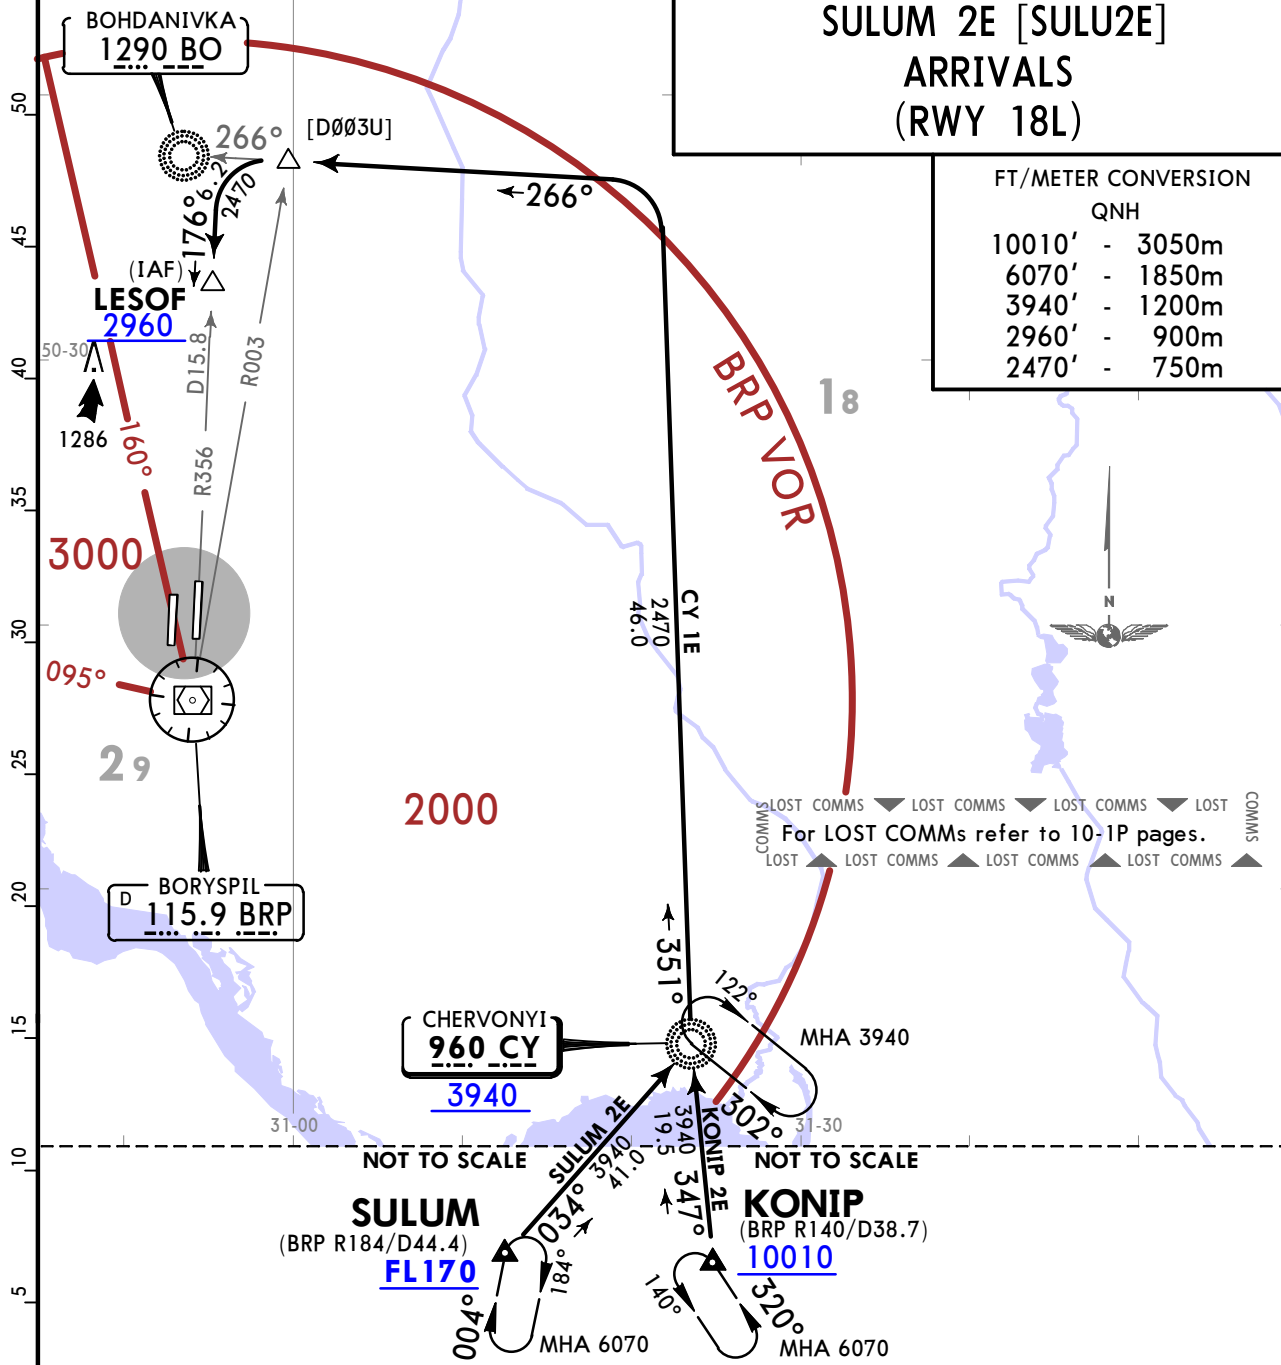 SULUM 2E [SULU2E]
ARRIVALS
(RWY 18L)
FT/METER CONVERSION
QNH
10010' - 3050m
6070' - 1850m
3940' - 1200m
2960' - 900m
2470' - 750m
BOHDANIVKA
1290 BO
[DØØ3U]
266°
266°
6.2
2470
176°
(IAF)
LESOF
2960
50-30
1286
D15.8
R356
R003
160°
BRP VOR
18
3000
095°
29
CY 1E
2470
46.0
N
2000
LOST COMMS LOST COMMS LOST COMMS LOST
COMMS
For LOST COMMs refer to 10-1P pages.
COMMS
LOST LOST COMMS LOST COMMS LOST COMMS
BORYSPIL
D 115.9 BRP
351°
122°
CHERVONYI
960 CY
3940
MHA 3940
302°
31-00
31-30
NOT TO SCALE
NOT TO SCALE
SULUM 2E
3940
41.0
034°
KONIP 2E
3940
19.5
347°
SULUM
(BRP R184/D44.4)
FL170
KONIP
(BRP R140/D38.7)
10010
184°
004°
MHA 6070
140°
320°
MHA 6070
50
45
40
35
30
25
20
15
10
5